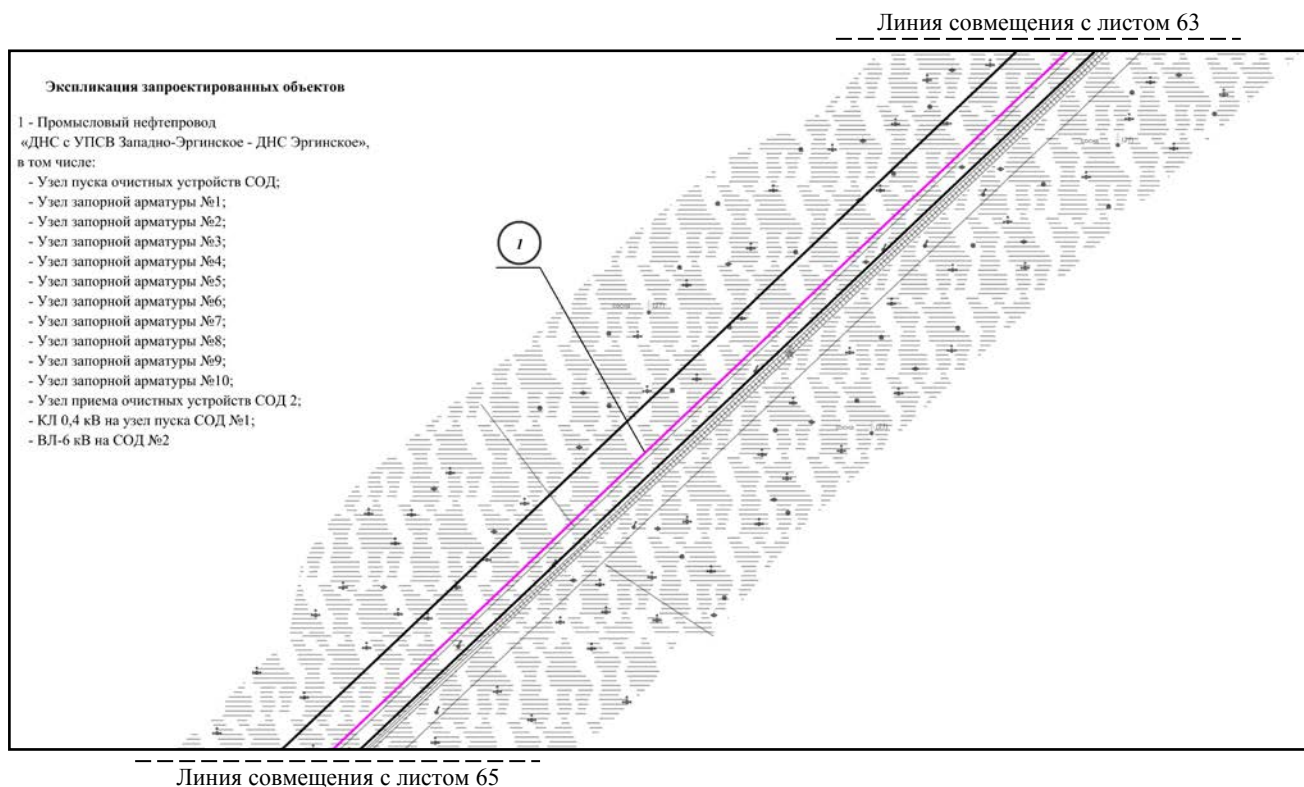 Линия совмещения с листом 63
Экспликация запроектированных объектов
1 - Промысловый нефтепровод
«ДНС с УПСВ Западно-Эргинское - ДНС Эргинское»,
в том числе:
- Узел пуска очистных устройств СОД;
- Узел запорной арматуры №1;
- Узел запорной арматуры №2;
- Узел запорной арматуры №3;
- Узел запорной арматуры №4;
- Узел запорной арматуры №5;
- Узел запорной арматуры №6;
- Узел запорной арматуры №7;
- Узел запорной арматуры №8;
- Узел запорной арматуры №9;
- Узел запорной арматуры №10;
- Узел приема очистных устройств СОД 2;
- КЛ 0,4 кВ на узел пуска СОД №1;
- ВЛ-6 кВ на СОД №2
1
Линия совмещения с листом 65